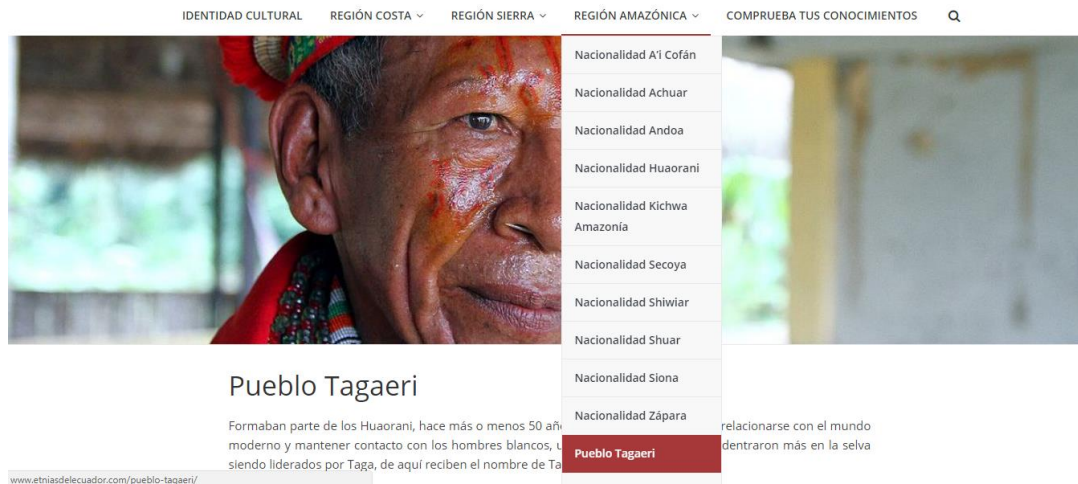 IDENTIDAD CULTURAL REGIÓN COSTA REGIÓN SIERRA REGIÓN AMAZÓNICA COMPRUEBA TUS CONOCIMIENTOS
Nacionalidad A'i Cofán
Nacionalidad Achuar
Nacionalidad Andoa
Nacionalidad Huaorani
Nacionalidad Kichwa
Amazonía
Nacionalidad Secoya
Nacionalidad Shiwiar
Nacionalidad Shuar
Nacionalidad Siona
Nacionalidad Zápara
Pueblo Tagaeri
Pueblo Tagaeri
Formaban parte de los Huaorani, hace más o menos 50 relacionarse con el mundo
moderno y mantener contacto con los hombres blancos, en más en la selva
siendo liderados por Taga, de aquí reciben el nombre de
www.etniasdelecuador.com/pueblo-tagaeri/